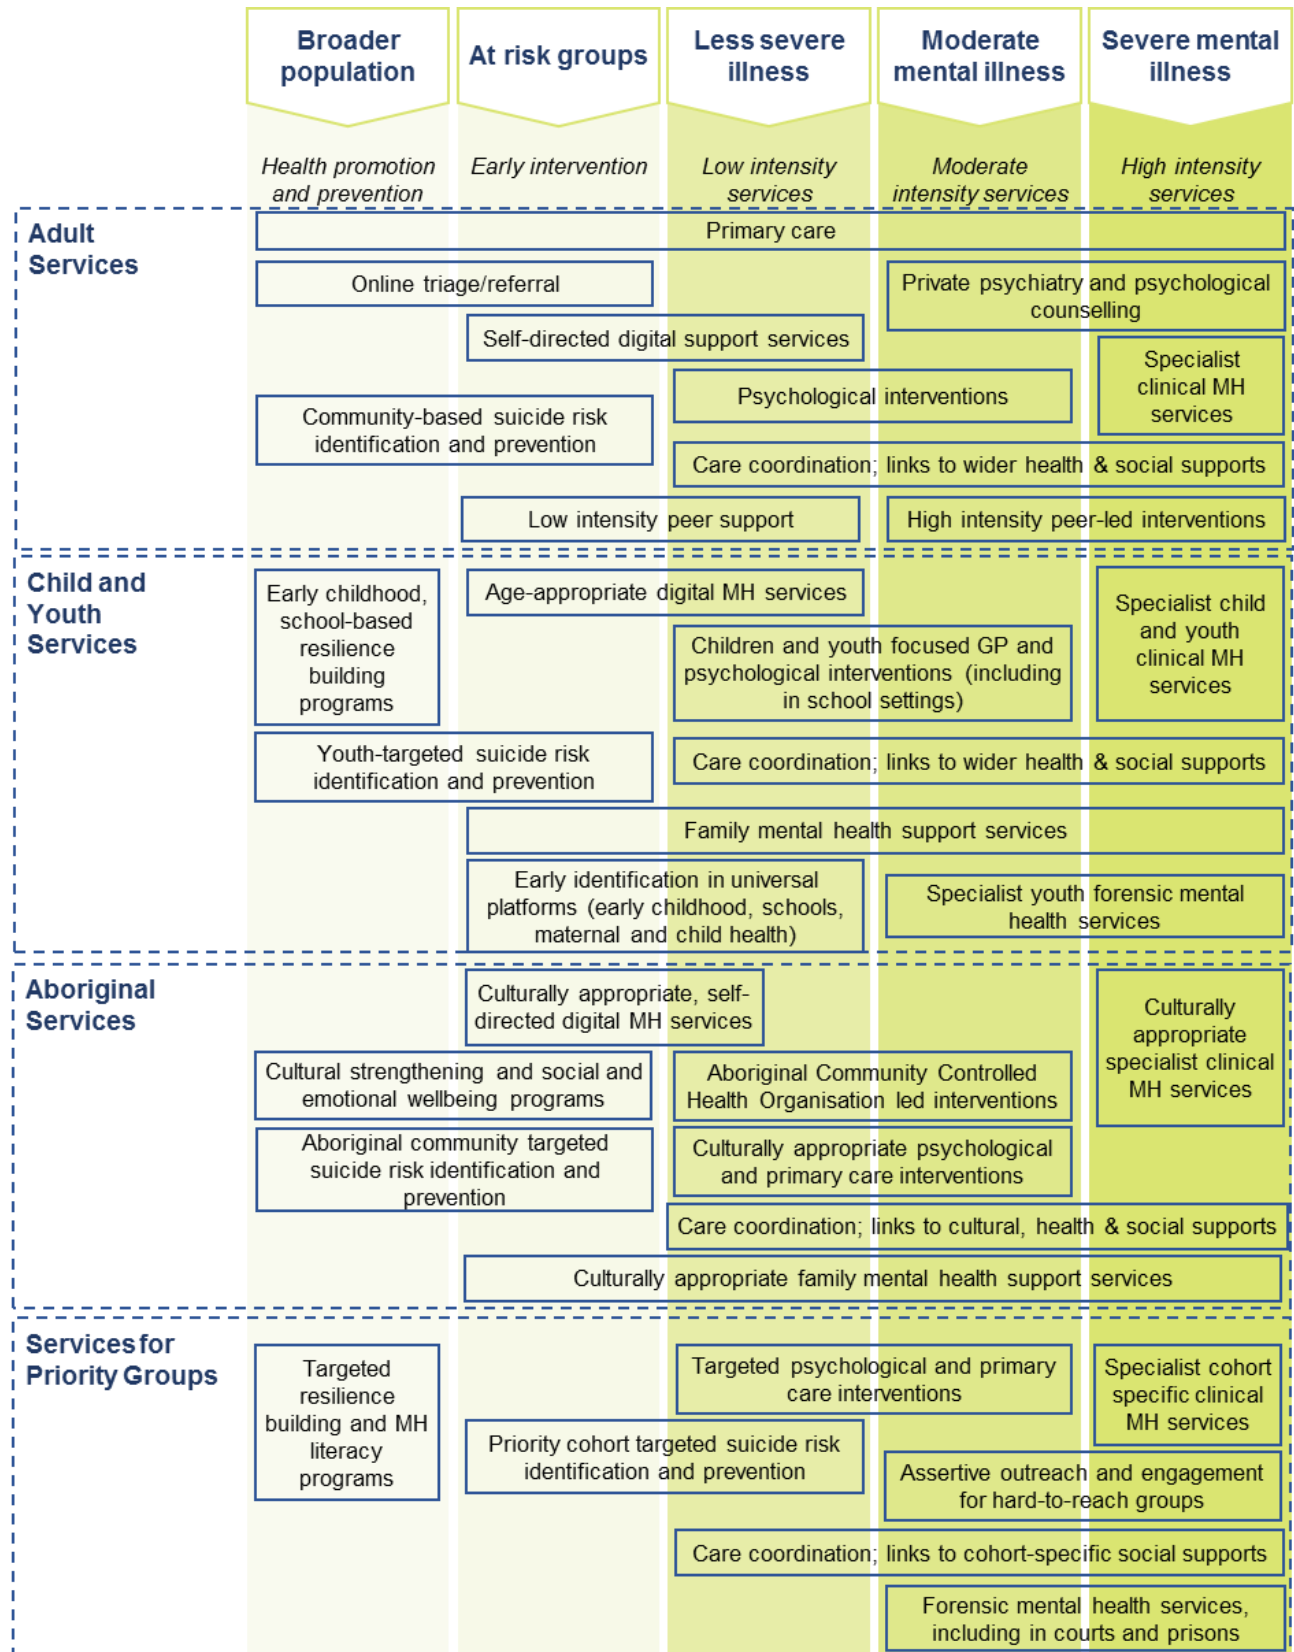 Broader
population
At risk groups
Less severe
illness
Moderate
mental illness
Severe mental
illness
Health promotion
and prevention
Early intervention
Low intensity
services
Moderate
intensity services
High intensity
services
Adult
Services
Primary care
Online triage/referral
Private psychiatry and psychological
counselling
Self-directed digital support services
Specialist
clinical MH
services
Psychological interventions
Community-based suicide risk
identification and prevention
Care coordination; links to wider health & social supports
Low intensity peer support
High intensity peer-led interventions
Child and
Youth
Services
Early childhood,
school-based
resilience
building
programs
Age-appropriate digital MH services
Specialist child
and youth
clinical MH
services
Children and youth focused GP and
psychological interventions (including
in school settings)
Youth-targeted suicide risk
identification and prevention
Care coordination; links to wider health & social supports
Family mental health support services
Early identification in universal
platforms (early childhood, schools,
maternal and child health)
Specialist youth forensic mental
health services
Aboriginal
Services
Culturally appropriate, self-
directed digital MH services
Culturally
appropriate
specialist clinical
MH services
Cultural strengthening and social and
emotional wellbeing programs
Aboriginal Community Controlled
Health Organisation led interventions
Aboriginal community targeted
suicide risk identification and
prevention
Culturally appropriate psychological
and primary care interventions
Care coordination; links to cultural, health & social supports
Culturally appropriate family mental health support services
Services for
Priority Groups
Targeted
resilience
building and MH
literacy
programs
Targeted psychological and primary
care interventions
Specialist cohort
specific clinical
MH services
Priority cohort targeted suicide risk
identification and prevention
Assertive outreach and engagement
for hard-to-reach groups
Care coordination; links to cohort-specific social supports
Forensic mental health services,
including in courts and prisons